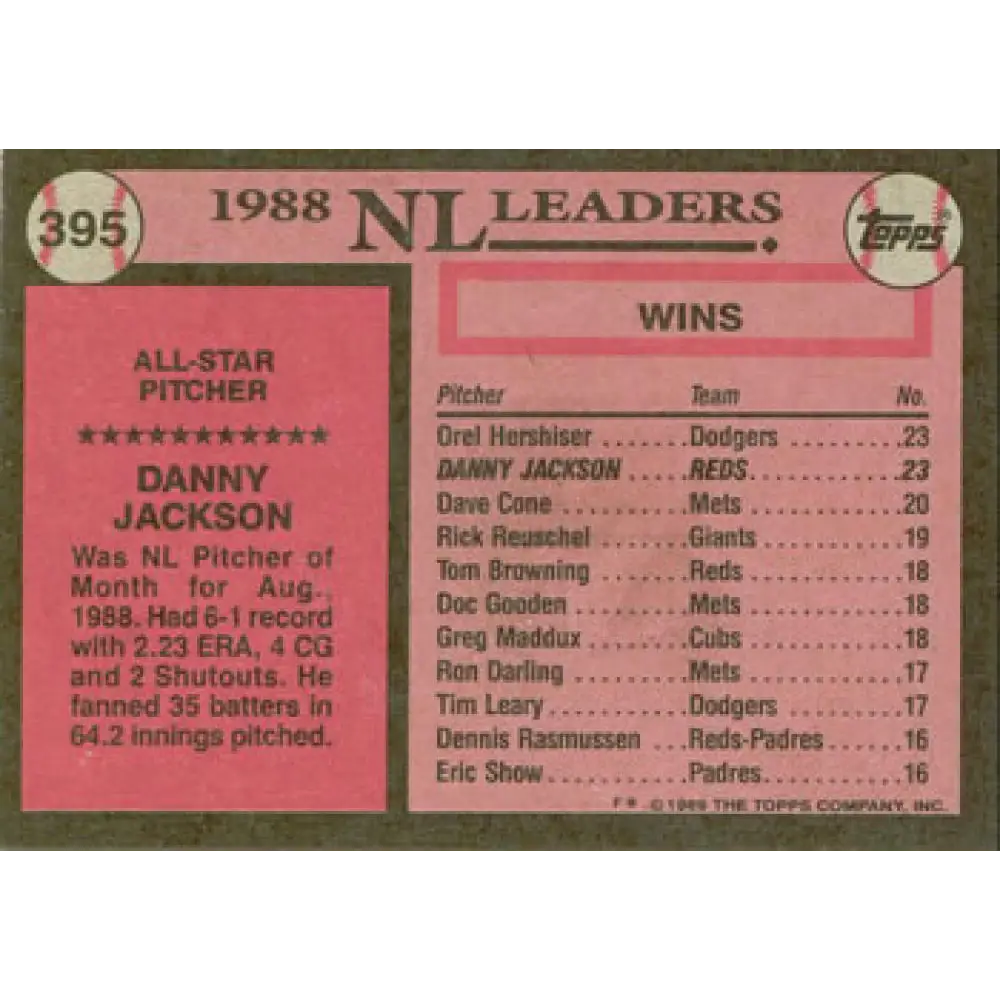 395
1988 NL LEADERS
Topps®
ALL-STAR
PITCHER
★★★★★★★★★★★
DANNY
JACKSON
Was NL Pitcher of
Month for Aug.,
1988. Had 6-1 record
with 2.23 ERA, 4 CG
and 2 Shutouts. He
fanned 35 batters in
64.2 innings pitched.
WINS
Pitcher Team No.
Orel Hershiser .......Dodgers ..........23
DANNY JACKSON .....REDS..............23
Dave Cone ..........Mets .............20
Rick Reuschel .......Giants ............19
Tom Browning .......Reds .............18
Doc Gooden .........Mets .............18
Greg Maddux ........Cubs .............18
Ron Darling .........Mets .............17
Tim Leary...........Dodgers ..........17
Dennis Rasmussen ...Reds-Padres......16
Eric Show...........Padres............16
F* ©1989 THE TOPPS COMPANY, INC.